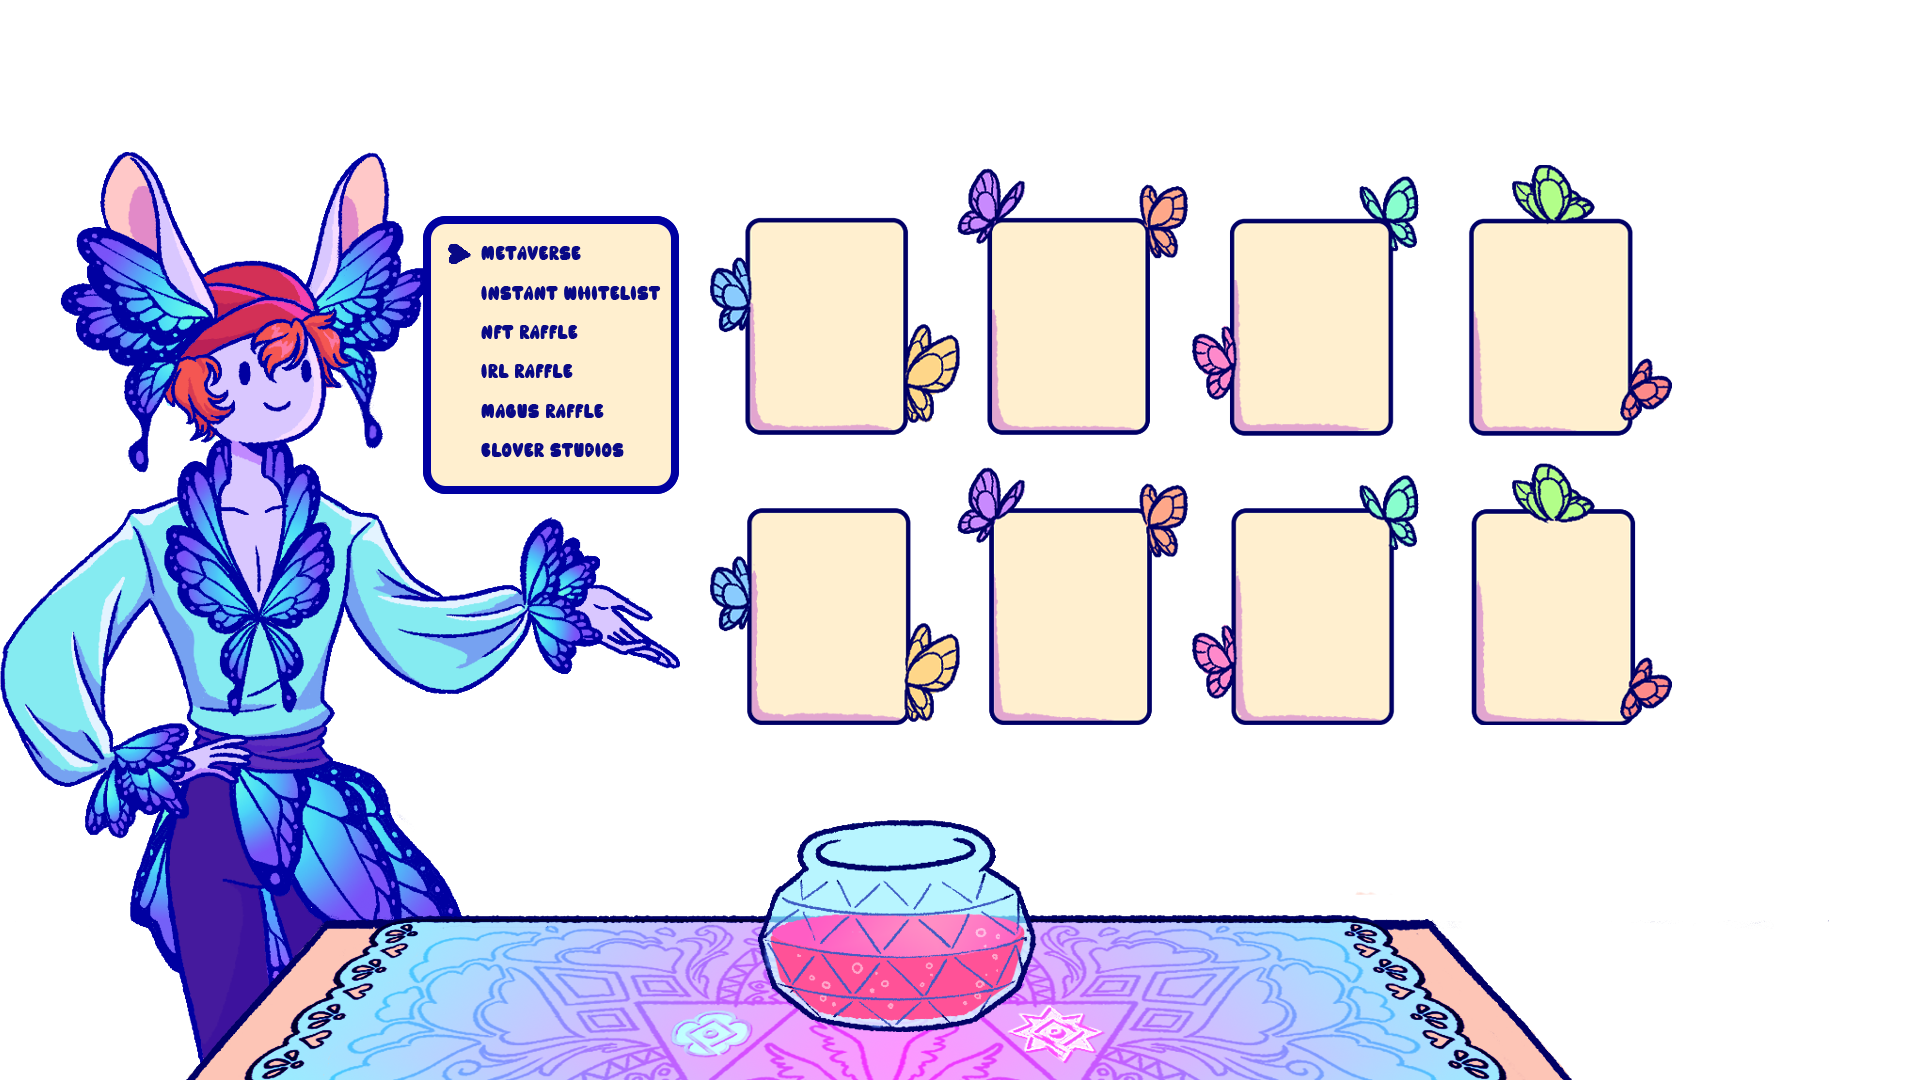 METAVERSE
INSTANT WHITELIST
NFT RAFFLE
IRL RAFFLE
MAGUS RAFFLE
CLOVER STUDIOS